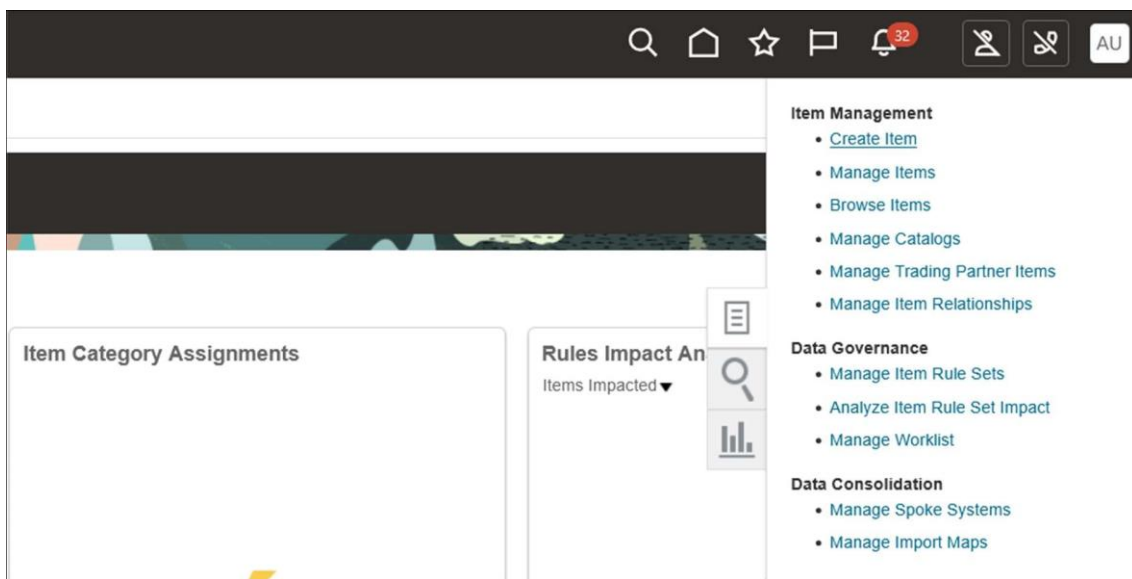 32
AU
Item Management
• Create Item
• Manage Items
• Browse Items
• Manage Catalogs
• Manage Trading Partner Items
• Manage Item Relationships
Data Governance
• Manage Item Rule Sets
• Analyze Item Rule Set Impact
• Manage Worklist
Data Consolidation
• Manage Spoke Systems
• Manage Import Maps
Item Category Assignments
Rules Impact An
Items Impacted